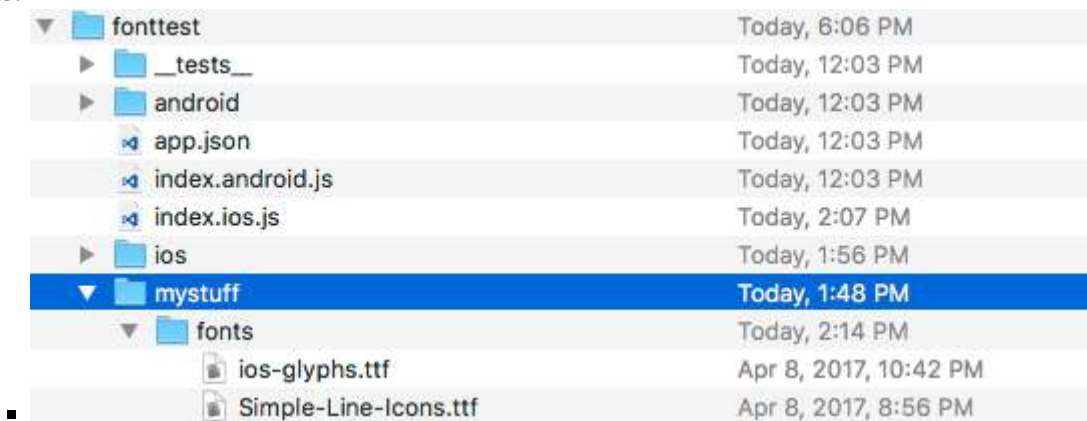 fonttest Today, 6:06 PM
__tests__ Today, 12:03 PM
android Today, 12:03 PM
app.json Today, 12:03 PM
index.android.js Today, 12:03 PM
index.ios.js Today, 2:07 PM
ios Today, 1:56 PM
mystuff Today, 1:48 PM
fonts Today, 2:14 PM
ios-glyphs.ttf Apr 8, 2017, 10:42 PM
Simple-Line-Icons.ttf Apr 8, 2017, 8:56 PM